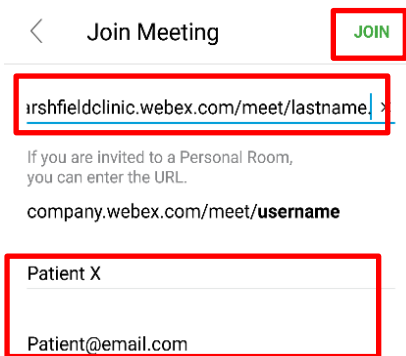 Join Meeting JOIN
arshfieldclinic.webex.com/meet/lastname.
If you are invited to a Personal Room,
you can enter the URL.
company.webex.com/meet/username
Patient X
Patient@email.com